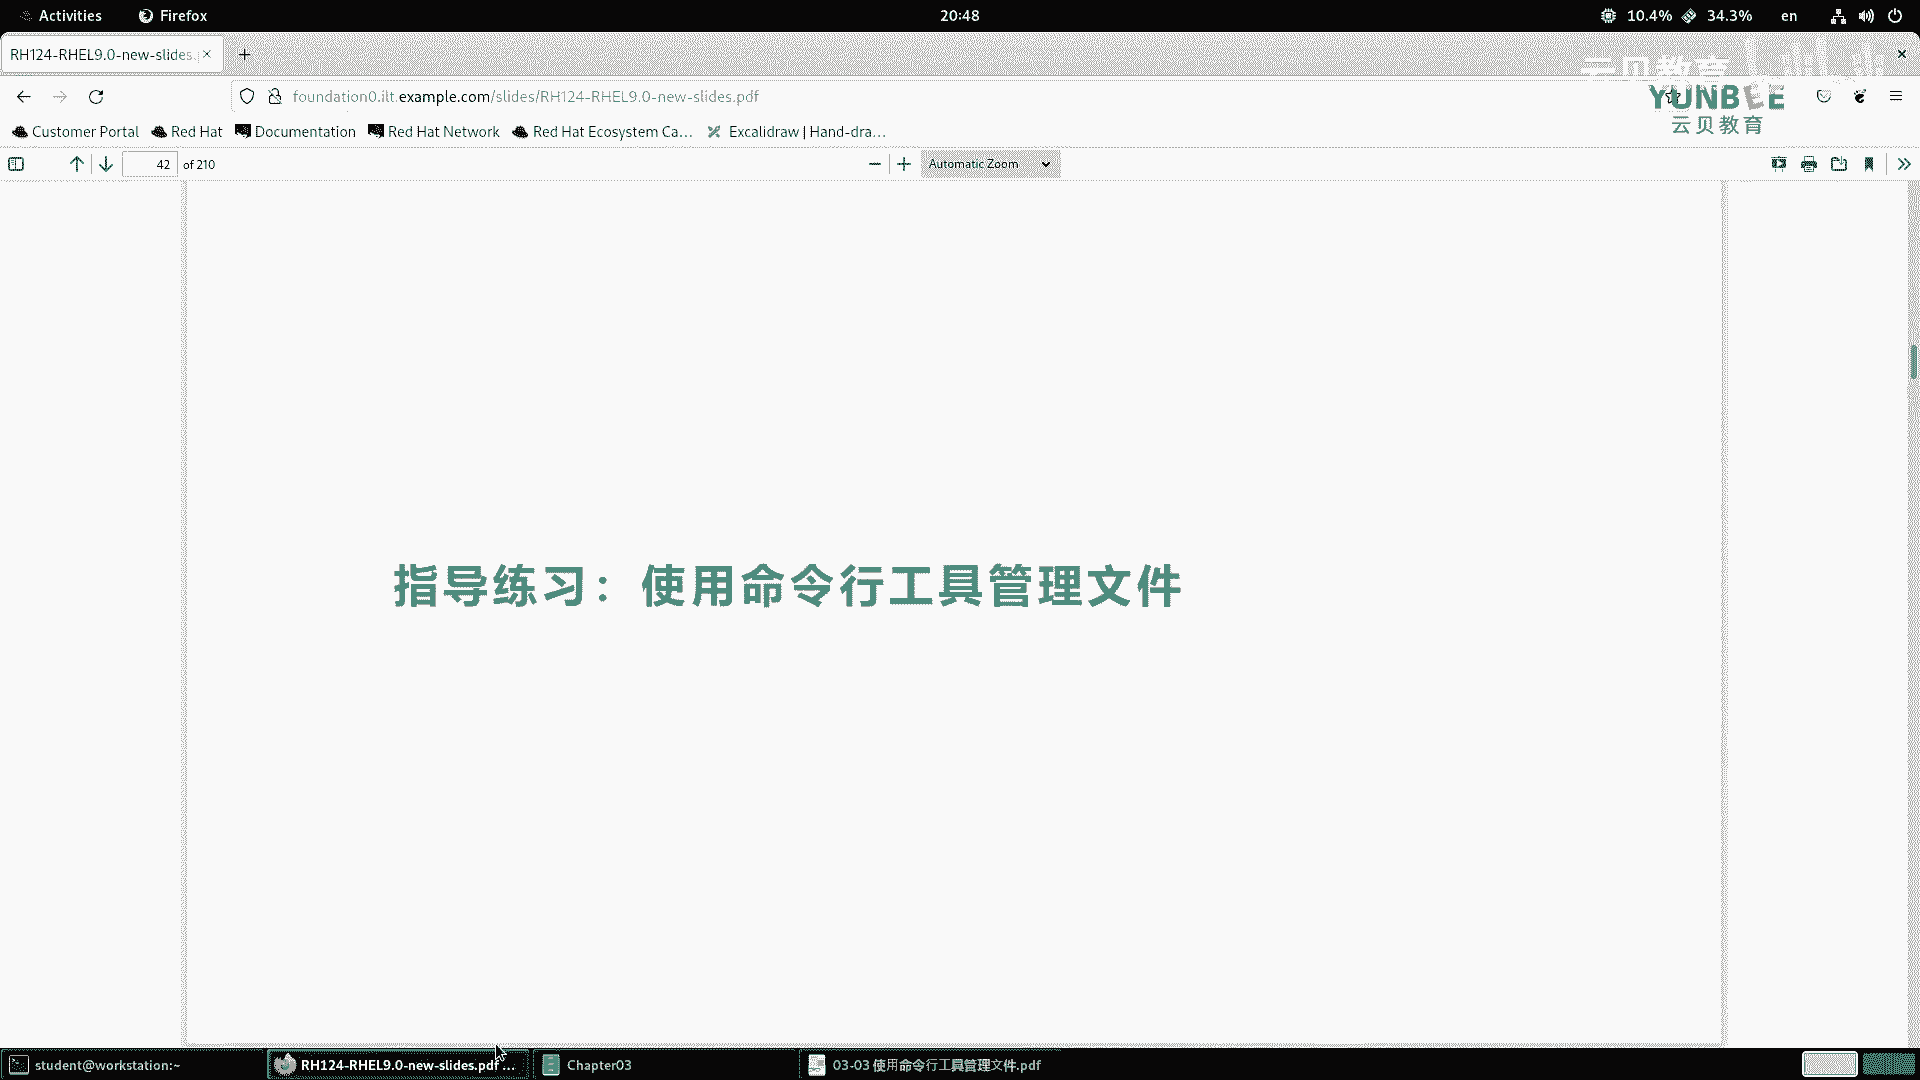 Activities
Firefox
20:48
10.4%
34.3%
en
RH124-RHEL9.0-new-slides.
foundation0.ilt.example.com/slides/RH124-RHEL9.0-new-slides.pdf
云贝教育
YUNBEE
云贝教育
Customer Portal
Red Hat
Documentation
Red Hat Network
Red Hat Ecosystem Ca...
Excalidraw | Hand-dra...
42 of 210
Automatic Zoom
指导练习：使用命令行工具管理文件
student@workstation:~
RH124-RHEL9.0-new-slides.pdf ...
Chapter03
03-03 使用命令行工具管理文件.pdf